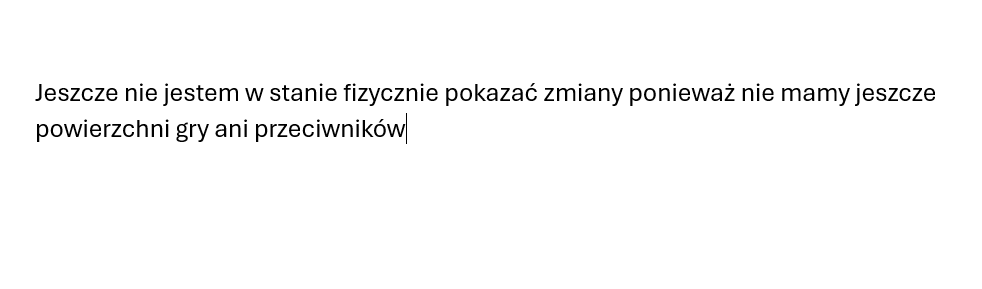 Jeszcze nie jestem w stanie fizycznie pokazać zmiany ponieważ nie mamy jeszcze
powierzchni gry ani przeciwników